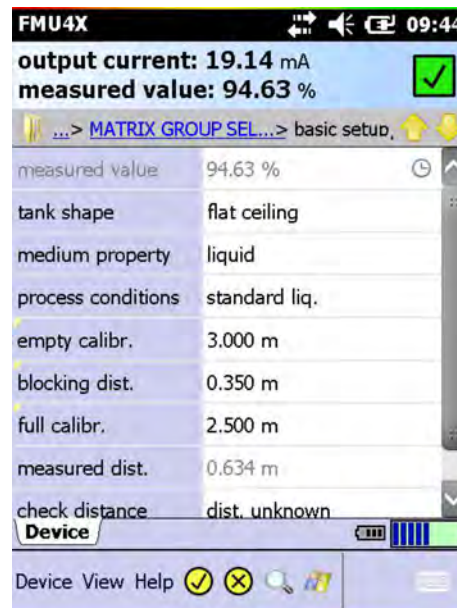 FMU4X 09:44
output current: 19.14 mA
measured value: 94.63 %
...> MATRIX GROUP SEL...> basic setup,
measured value 94.63 %
tank shape flat ceiling
medium property liquid
process conditions standard liq.
empty calibr. 3.000 m
blocking dist. 0.350 m
full calibr. 2.500 m
measured dist. 0.634 m
check distance dist. unknown
Device
Device View Help